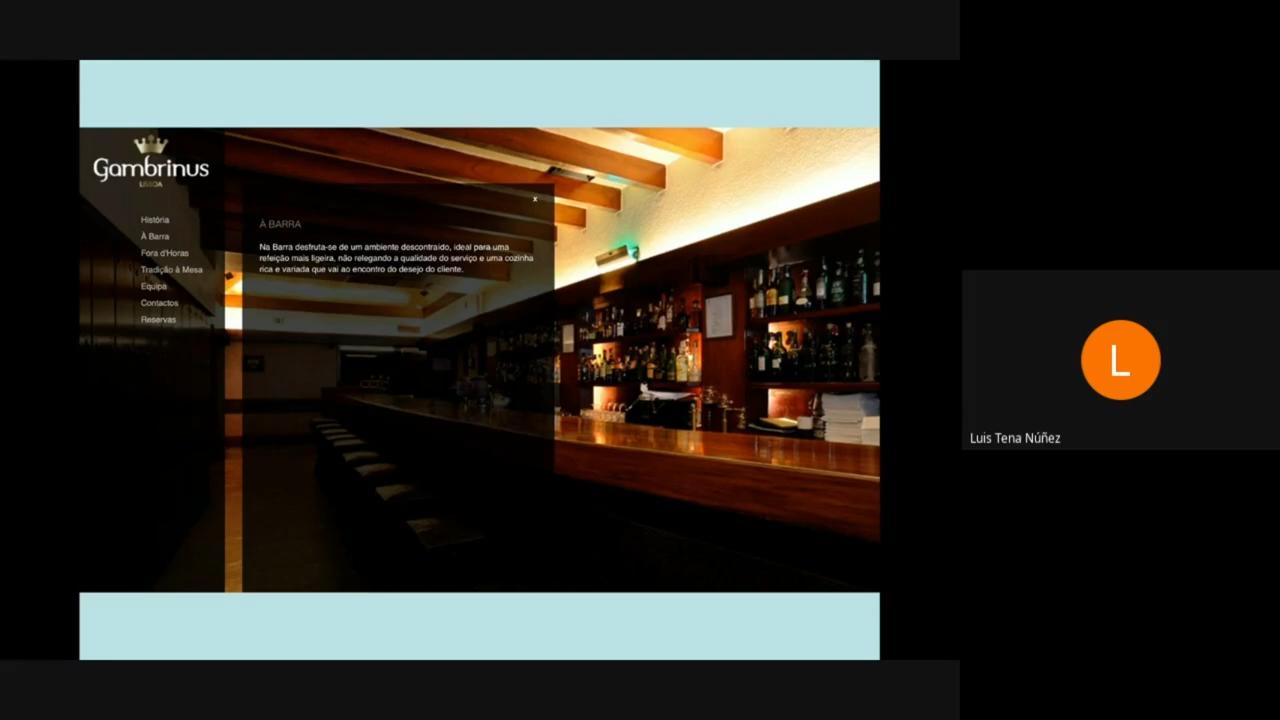 Gambrinus
LISBOA
História
À Barra
Fora d'Horas
Tradição à Mesa
Equipa
Contactos
Reservas
x
À BARRA
Na Barra desfruta-se de um ambiente descontraído, ideal para uma
refeição mais ligeira, não relegando a qualidade do serviço e uma cozinha
rica e variada que vai ao encontro do desejo do cliente.
L
Luis Tena Núñez